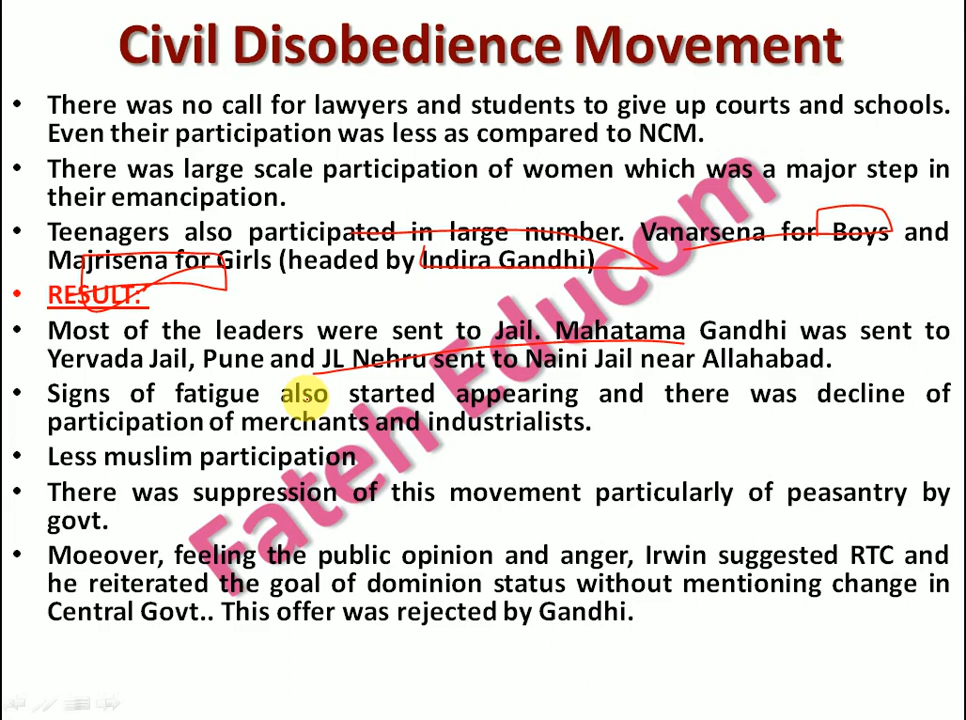 Civil Disobedience Movement
• There was no call for lawyers and students to give up courts and schools.
Even their participation was less as compared to NCM.
• There was large scale participation of women which was a major step in
their emancipation.
• Teenagers also participated in large number. Vanarsena for Boys and
Majrisena for Girls (headed by Indira Gandhi)
• RESULT:
• Most of the leaders were sent to Jail. Mahatama Gandhi was sent to
Yervada Jail, Pune and JL Nehru sent to Naini Jail near Allahabad.
• Signs of fatigue also started appearing and there was decline of
participation of merchants and industrialists.
• Less muslim participation
• There was suppression of this movement particularly of peasantry by
govt.
• Moeover, feeling the public opinion and anger, Irwin suggested RTC and
he reiterated the goal of dominion status without mentioning change in
Central Govt.. This offer was rejected by Gandhi.
Fateh Educom